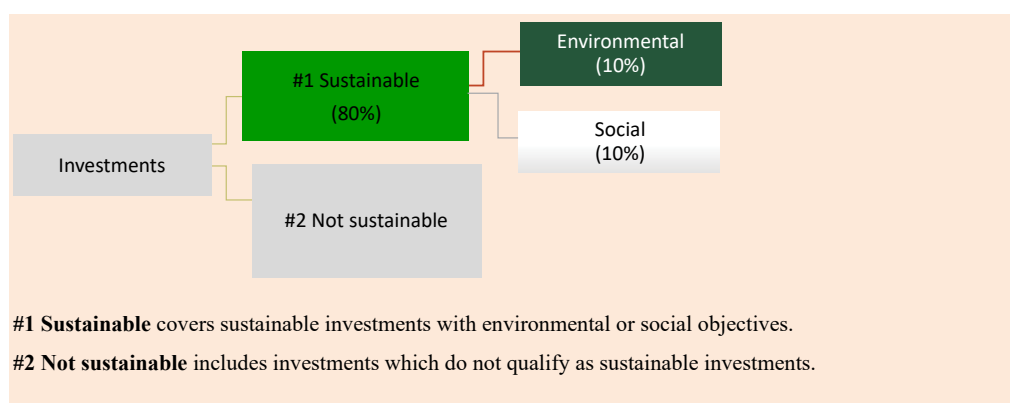 Environmental
(10%)
#1 Sustainable
(80%)
Social
(10%)
Investments
#2 Not sustainable
#1 Sustainable covers sustainable investments with environmental or social objectives.
#2 Not sustainable includes investments which do not qualify as sustainable investments.